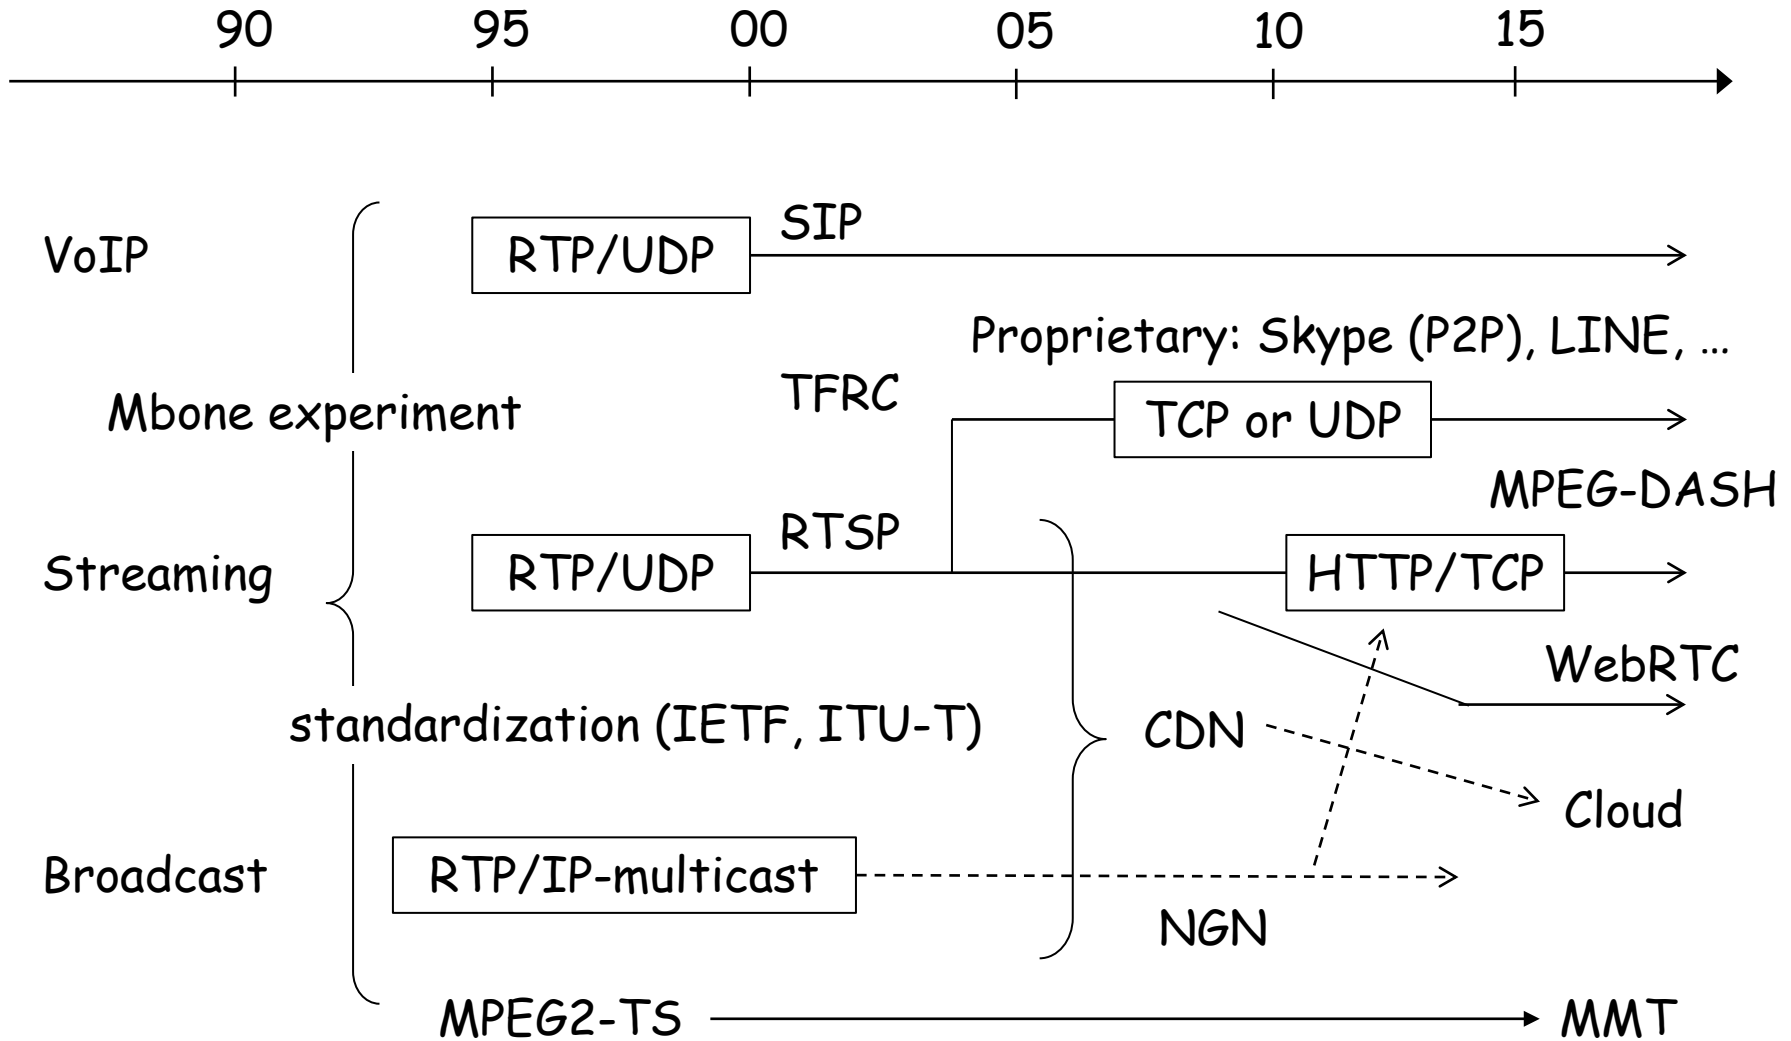 90 95 00 05 10 15
SIP
VoIP RTP/UDP
Proprietary: Skype (P2P), LINE, ...
TFRC
Mbone experiment TCP or UDP
MPEG-DASH
RTSP
Streaming RTP/UDP HTTP/TCP
WebRTC
standardization (IETF, ITU-T) CDN
Cloud
Broadcast RTP/IP-multicast
NGN
MPEG2-TS MMT